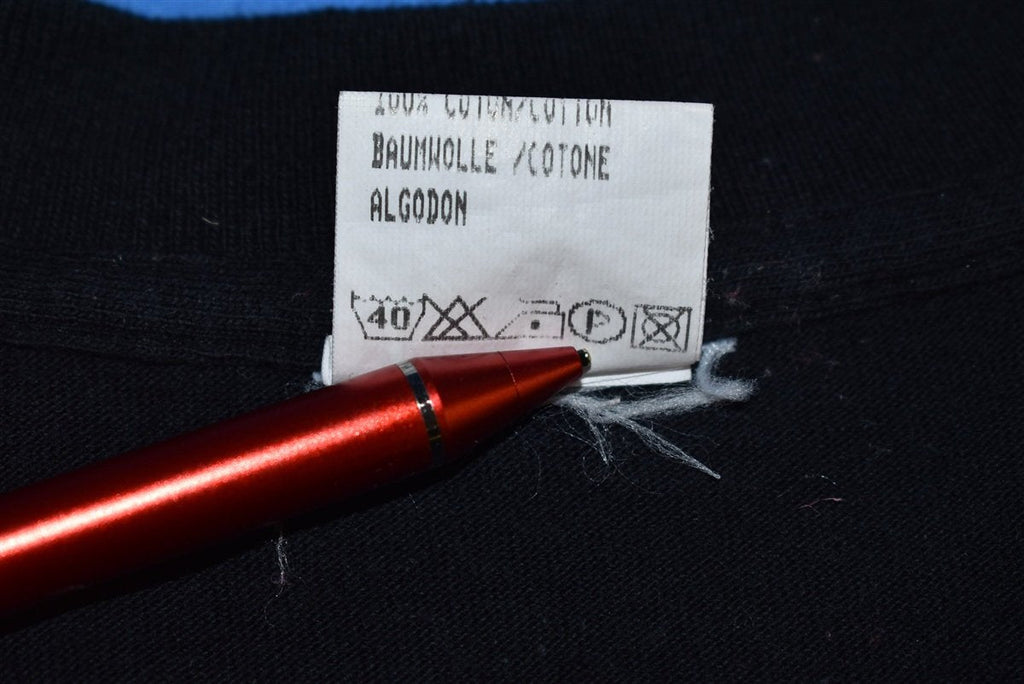 100% COTON/COTTON
BAUMWOLLE /COTONE
ALGODON
40 P